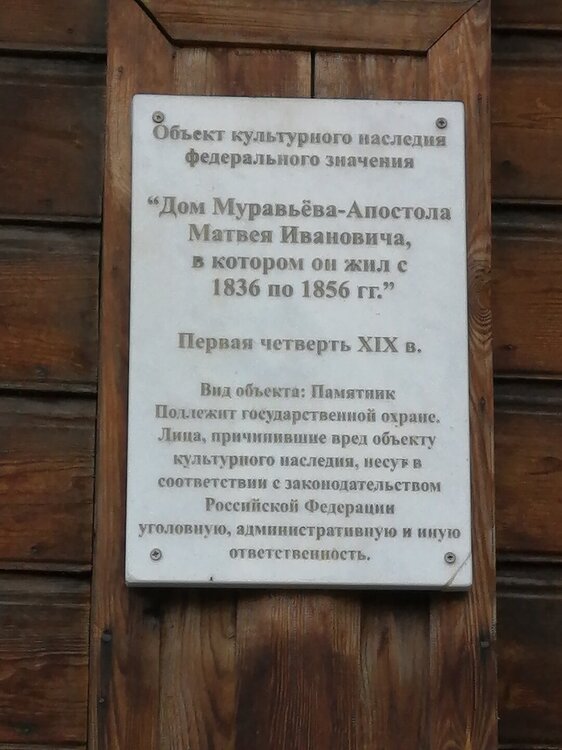 Объект культурного наследия
федерального значения
“Дом Муравьёва-Апостола
Матвея Ивановича,
в котором он жил с
1836 по 1856 гг.”
Первая четверть XIX в.
Вид объекта: Памятник
Подлежит государственной охране.
Лица, причинившие вред объекту
культурного наследия, несут в
соответствии с законодательством
Российской Федерации
уголовную, административную и иную
ответственность.